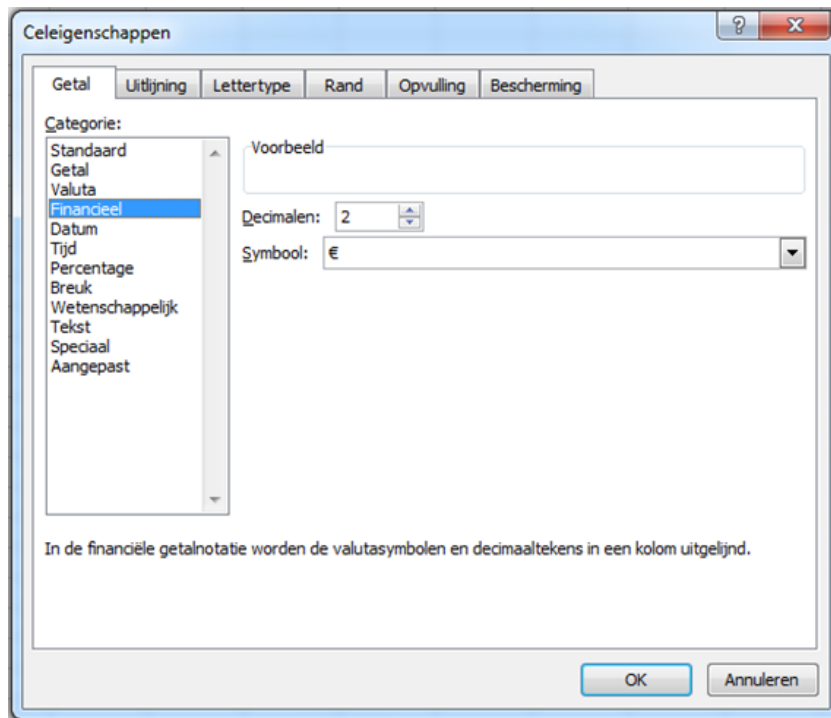 Celeigenschappen
Getal Uitlijning Lettertype Rand Opvulling Bescherming
Categorie:
Standaard
Getal
Valuta
Financieel
Datum
Tijd
Percentage
Breuk
Wetenschappelijk
Tekst
Speciaal
Aangepast
Voorbeeld
Decimalen: 2
Symbool: €
In de financiële getalnotatie worden de valutasymbolen en decimaaltekens in een kolom uitgelijnd.
OK Annuleren